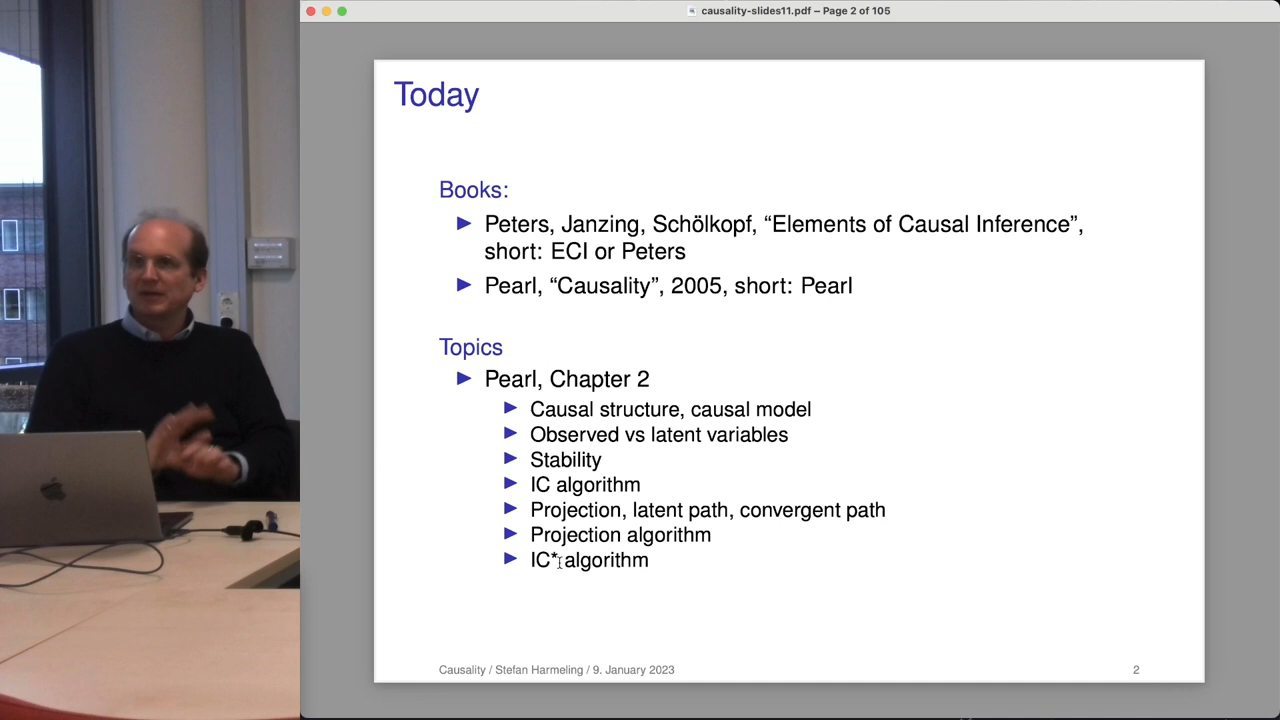 causality-slides11.pdf – Page 2 of 105
Today
Books:
Peters, Janzing, Schölkopf, “Elements of Causal Inference”,
short: ECI or Peters
Pearl, “Causality”, 2005, short: Pearl
Topics
Pearl, Chapter 2
Causal structure, causal model
Observed vs latent variables
Stability
IC algorithm
Projection, latent path, convergent path
Projection algorithm
IC* algorithm
Causality / Stefan Harmeling / 9. January 2023
2